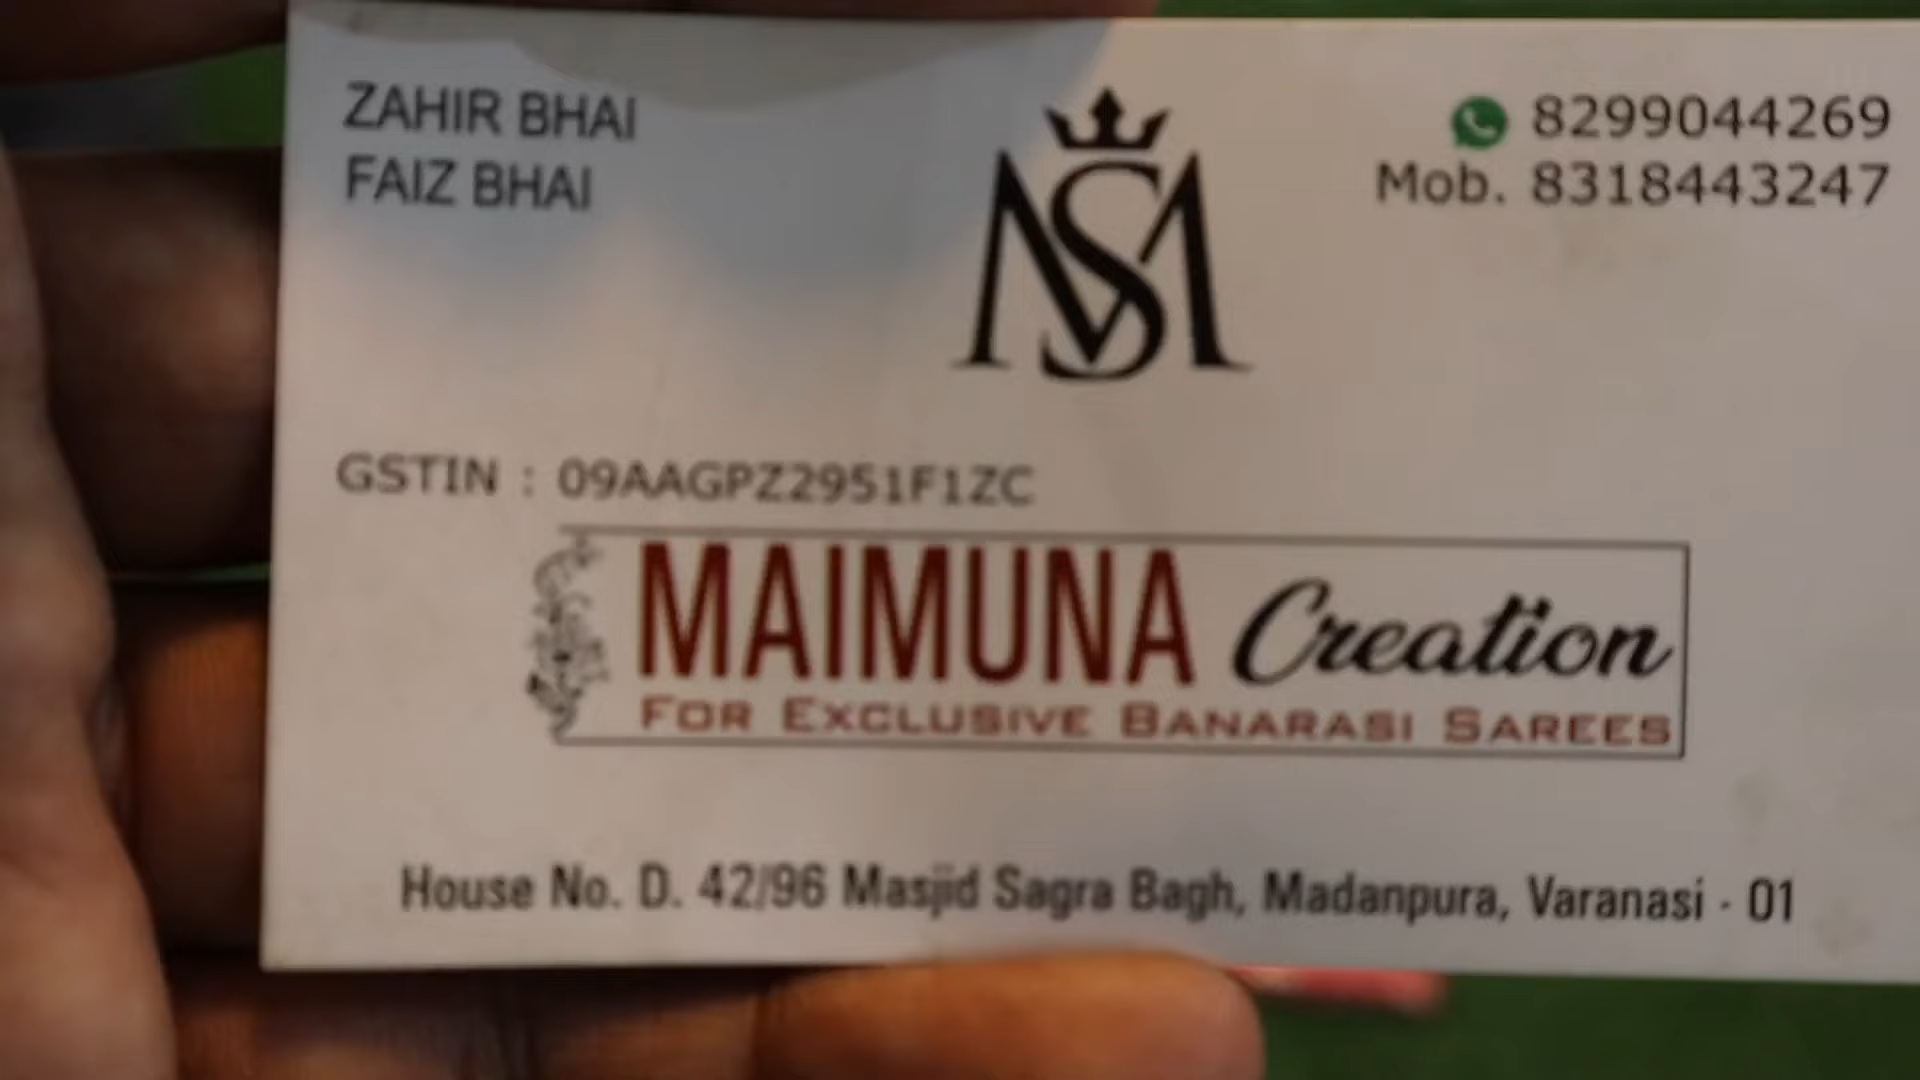 ZAHIR BHAI
FAIZ BHAI
MS
8299044269
Mob. 8318443247
GSTIN : 09AAGPZ2951F1ZC
MAIMUNA Creation
FOR EXCLUSIVE BANARASI SAREES
House No. D. 42/96 Masjid Sagra Bagh, Madanpura, Varanasi - 01